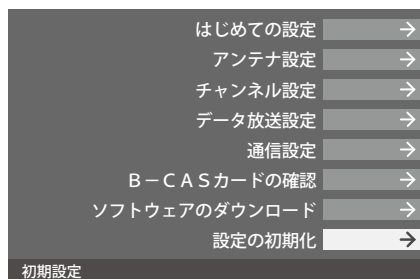 はじめての設定
アンテナ設定
チャンネル設定
データ放送設定
通信設定
Ｂ－ＣＡＳカードの確認
ソフトウェアのダウンロード
設定の初期化
初期設定